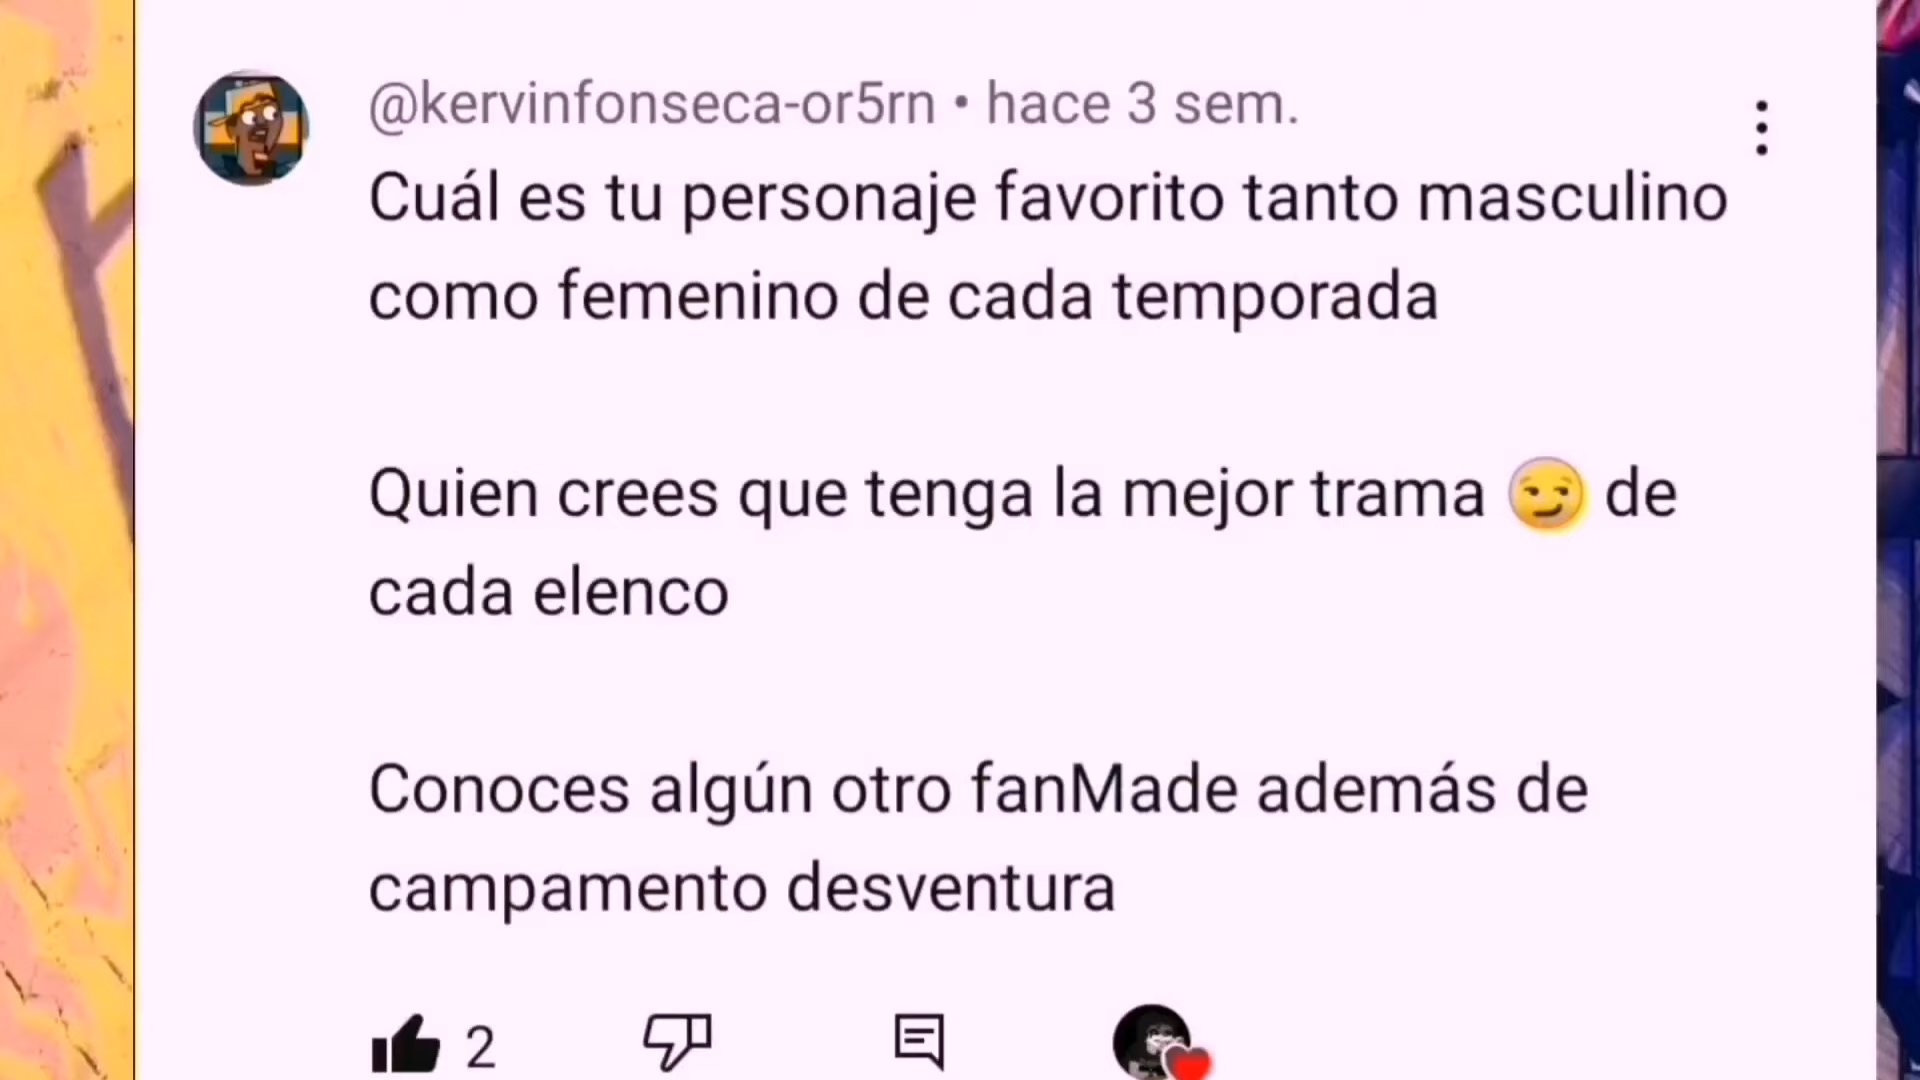 @kervinfonseca-or5rn • hace 3 sem.
Cuál es tu personaje favorito tanto masculino
como femenino de cada temporada
Quien crees que tenga la mejor trama 😏 de
cada elenco
Conoces algún otro fanMade además de
campamento desventura
2